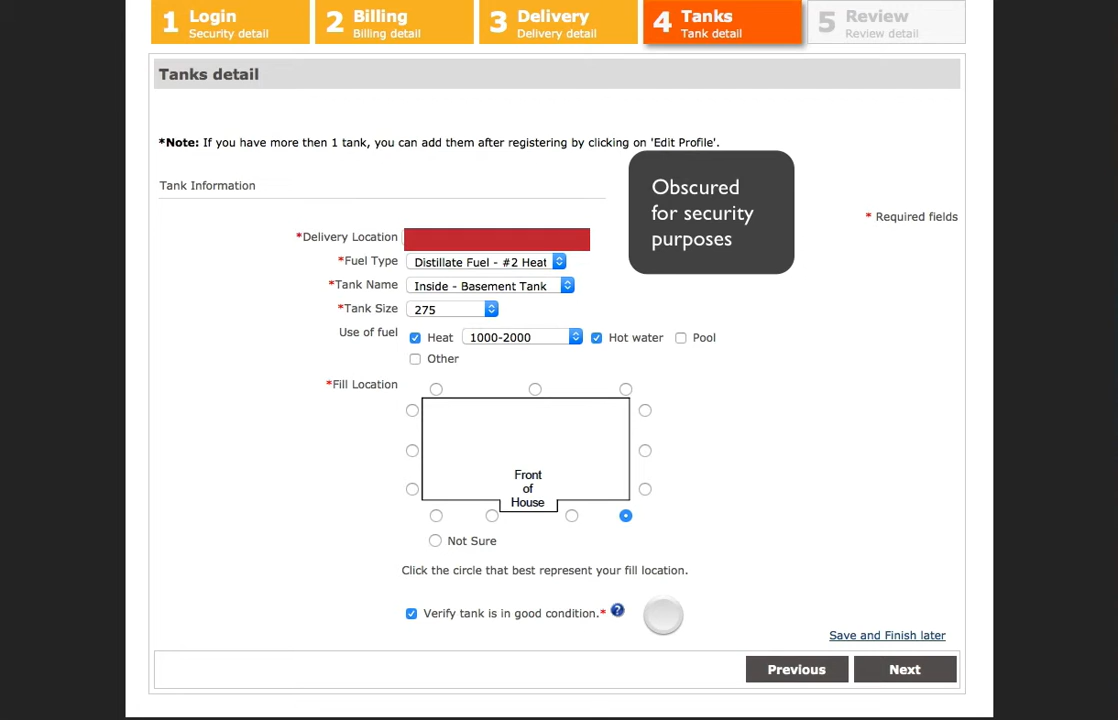 1 Login
Security detail
2 Billing
Billing detail
3 Delivery
Delivery detail
4 Tanks
Tank detail
5 Review
Review detail
Tanks detail
*Note: If you have more then 1 tank, you can add them after registering by clicking on 'Edit Profile'.
Obscured
for security
purposes
Tank Information
* Required fields
*Delivery Location
*Fuel Type Distillate Fuel - #2 Heat
*Tank Name Inside - Basement Tank
*Tank Size 275
Use of fuel Heat 1000-2000 Hot water Pool
Other
*Fill Location
Front
of
House
Not Sure
Click the circle that best represent your fill location.
Verify tank is in good condition.* ?
Save and Finish later
Previous Next